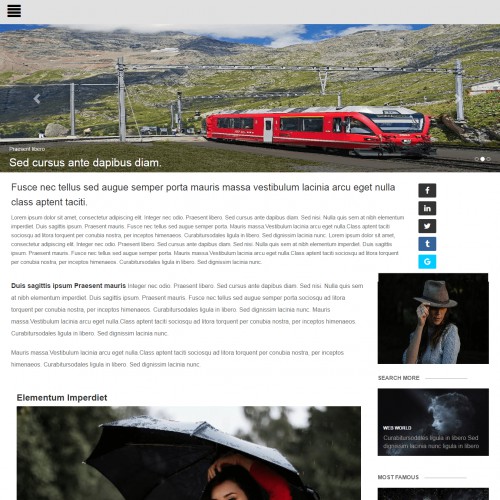 Praesent libero
Sed cursus ante dapibus diam.
Fusce nec tellus sed augue semper porta mauris massa vestibulum lacinia arcu eget nulla
class aptent taciti.
Lorem ipsum dolor sit amet, consectetur adipiscing elit. Integer nec odio. Praesent libero. Sed cursus ante dapibus diam. Sed nisi. Nulla quis sem at nibh elementum
imperdiet. Duis sagittis ipsum. Praesent mauris. Fusce nec tellus sed augue semper porta. Mauris massa Vestibulum lacinia arcu eget nulla. Class aptent taciti sociosqu
ad litora torquent per conubia nostra, per inceptos himenaeos. Curabitursodales ligula in libero. Sed dignissim lacinia nunc. Lorem ipsum dolor sit amet,
consectetur adipiscing elit. Integer nec odio. Praesent libero. Sed cursus ante dapibus diam. Sed nisi. Nulla quis sem at nibh elementum imperdiet. Duis sagittis
ipsum. Praesent mauris. Fusce nec tellus sed augue semper porta. Mauris massa Vestibulum lacinia arcu eget nulla Class aptent taciti sociosqu ad litora torquent per
conubia nostra, per inceptos himenaeos. Curabitursodales ligula in libero. Sed dignissim lacinia nunc.
Duis sagittis ipsum Praesent mauris Integer nec odio. Praesent libero. Sed cursus ante dapibus diam. Sed nisi. Nulla quis sem
at nibh elementum imperdiet. Duis sagittis ipsum. Praesent mauris. Fusce nec tellus sed augue semper porta sociosqu ad litora
torquent per conubia nostra, per inceptos himenaeos. Curabitursodales ligula in libero. Sed dignissim lacinia nunc. Mauris
massa Vestibulum lacinia arcu eget nulla Class aptent taciti sociosqu ad litora torquent per conubia nostra, per inceptos himenaeos.
Curabitursodales ligula in libero. Sed dignissim lacinia nunc.
Mauris massa Vestibulum lacinia arcu eget nulla Class aptent taciti sociosqu ad litora torquent per conubia nostra, per inceptos
himenaeos. Curabitursodales ligula in libero. Sed dignissim lacinia nunc.
Elementum Imperdiet
SEARCH MORE
WEB WORLD
Curabitursodales ligula in libero Sed
dignissim lacinia nunc ligula in libero
MOST FAMOUS